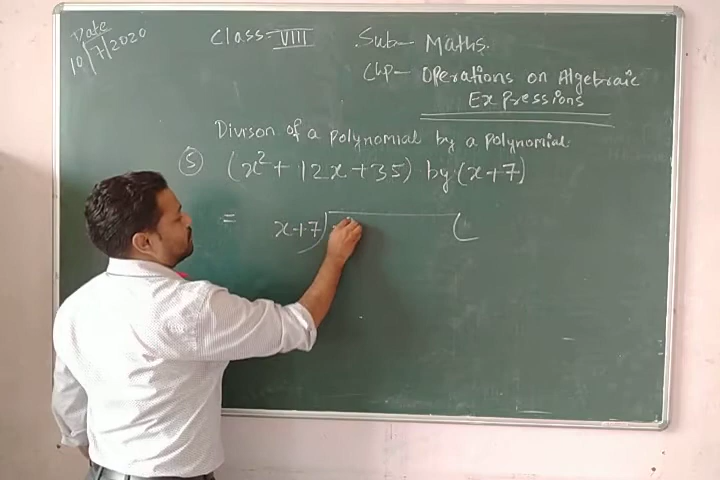 Date
10/7/2020
Class - VIII
Sub - Maths.
Chp - Operations on Algebraic
Expressions
Divison of a polynomial by a polynomial.
5 (x² + 12x + 35) by (x+7)
= x+7)